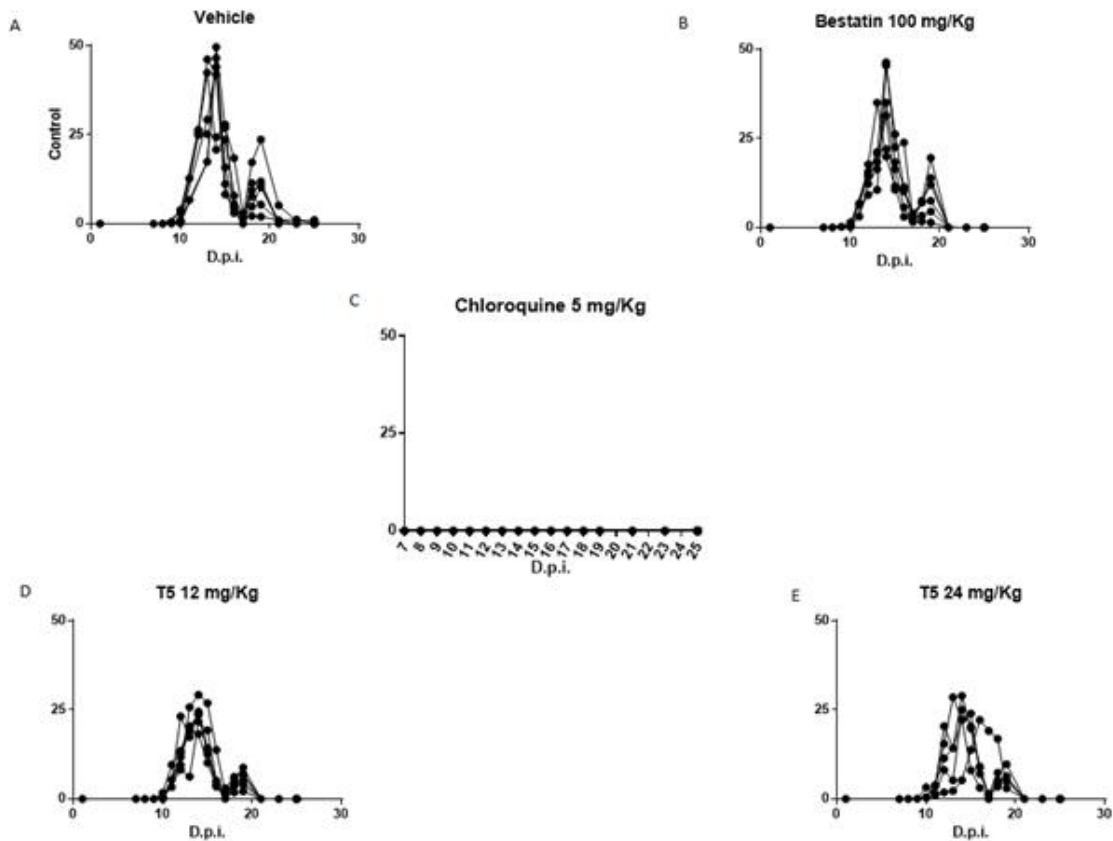 A
Vehicle
50
25
0
Control
0 10 20 30
D.p.i.
B
Bestatin 100 mg/Kg
50
25
0
0 10 20 30
D.p.i.
C
Chloroquine 5 mg/Kg
50
25
0
7 8 9 10 11 12 13 14 15 16 17 18 19 20 21 22 23 24 25
D.p.i.
D
T5 12 mg/Kg
50
25
0
0 10 20 30
D.p.i.
E
T5 24 mg/Kg
50
25
0
0 10 20 30
D.p.i.